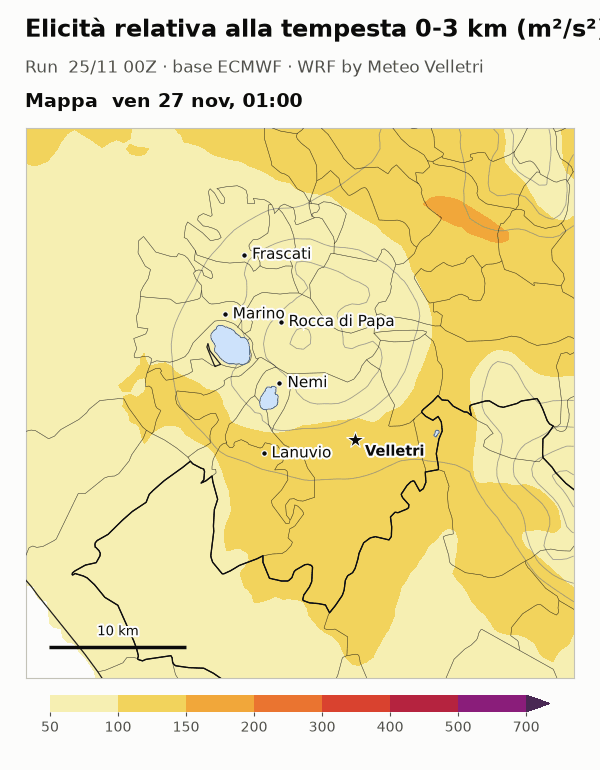 Elicità relativa alla tempesta 0-3 km (m²/s²)
Run  25/11 00Z · base ECMWF · WRF by Meteo Velletri
Mappa  ven 27 nov, 01:00
Frascati
Marino
Rocca di Papa
Nemi
Velletri
Lanuvio
10 km
50 100 150 200 300 400 500 700